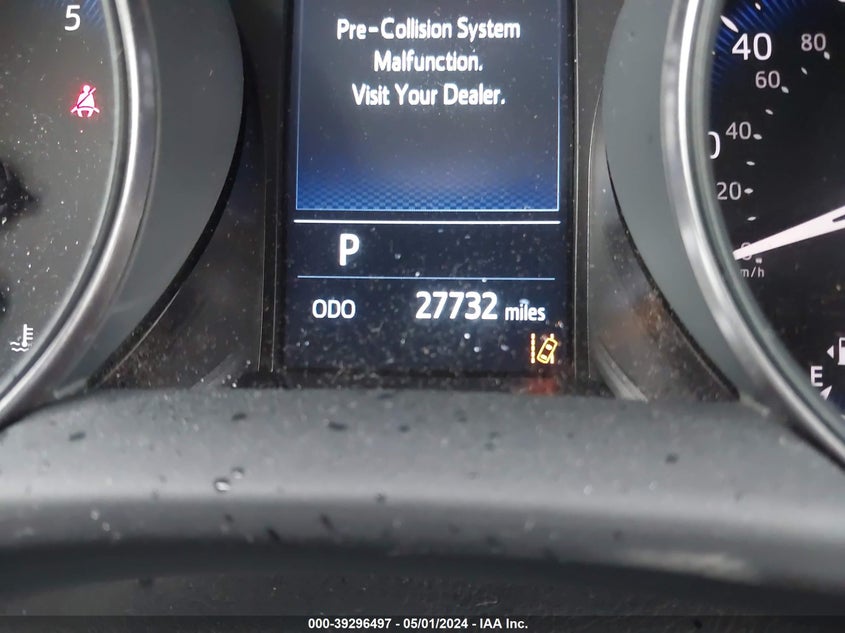 5
Pre-Collision System
Malfunction.
Visit Your Dealer.
P
ODO 27732 miles
40
80
60
40
20
0
m/h
E
000-39296497 - 05/01/2024 - IAA Inc.